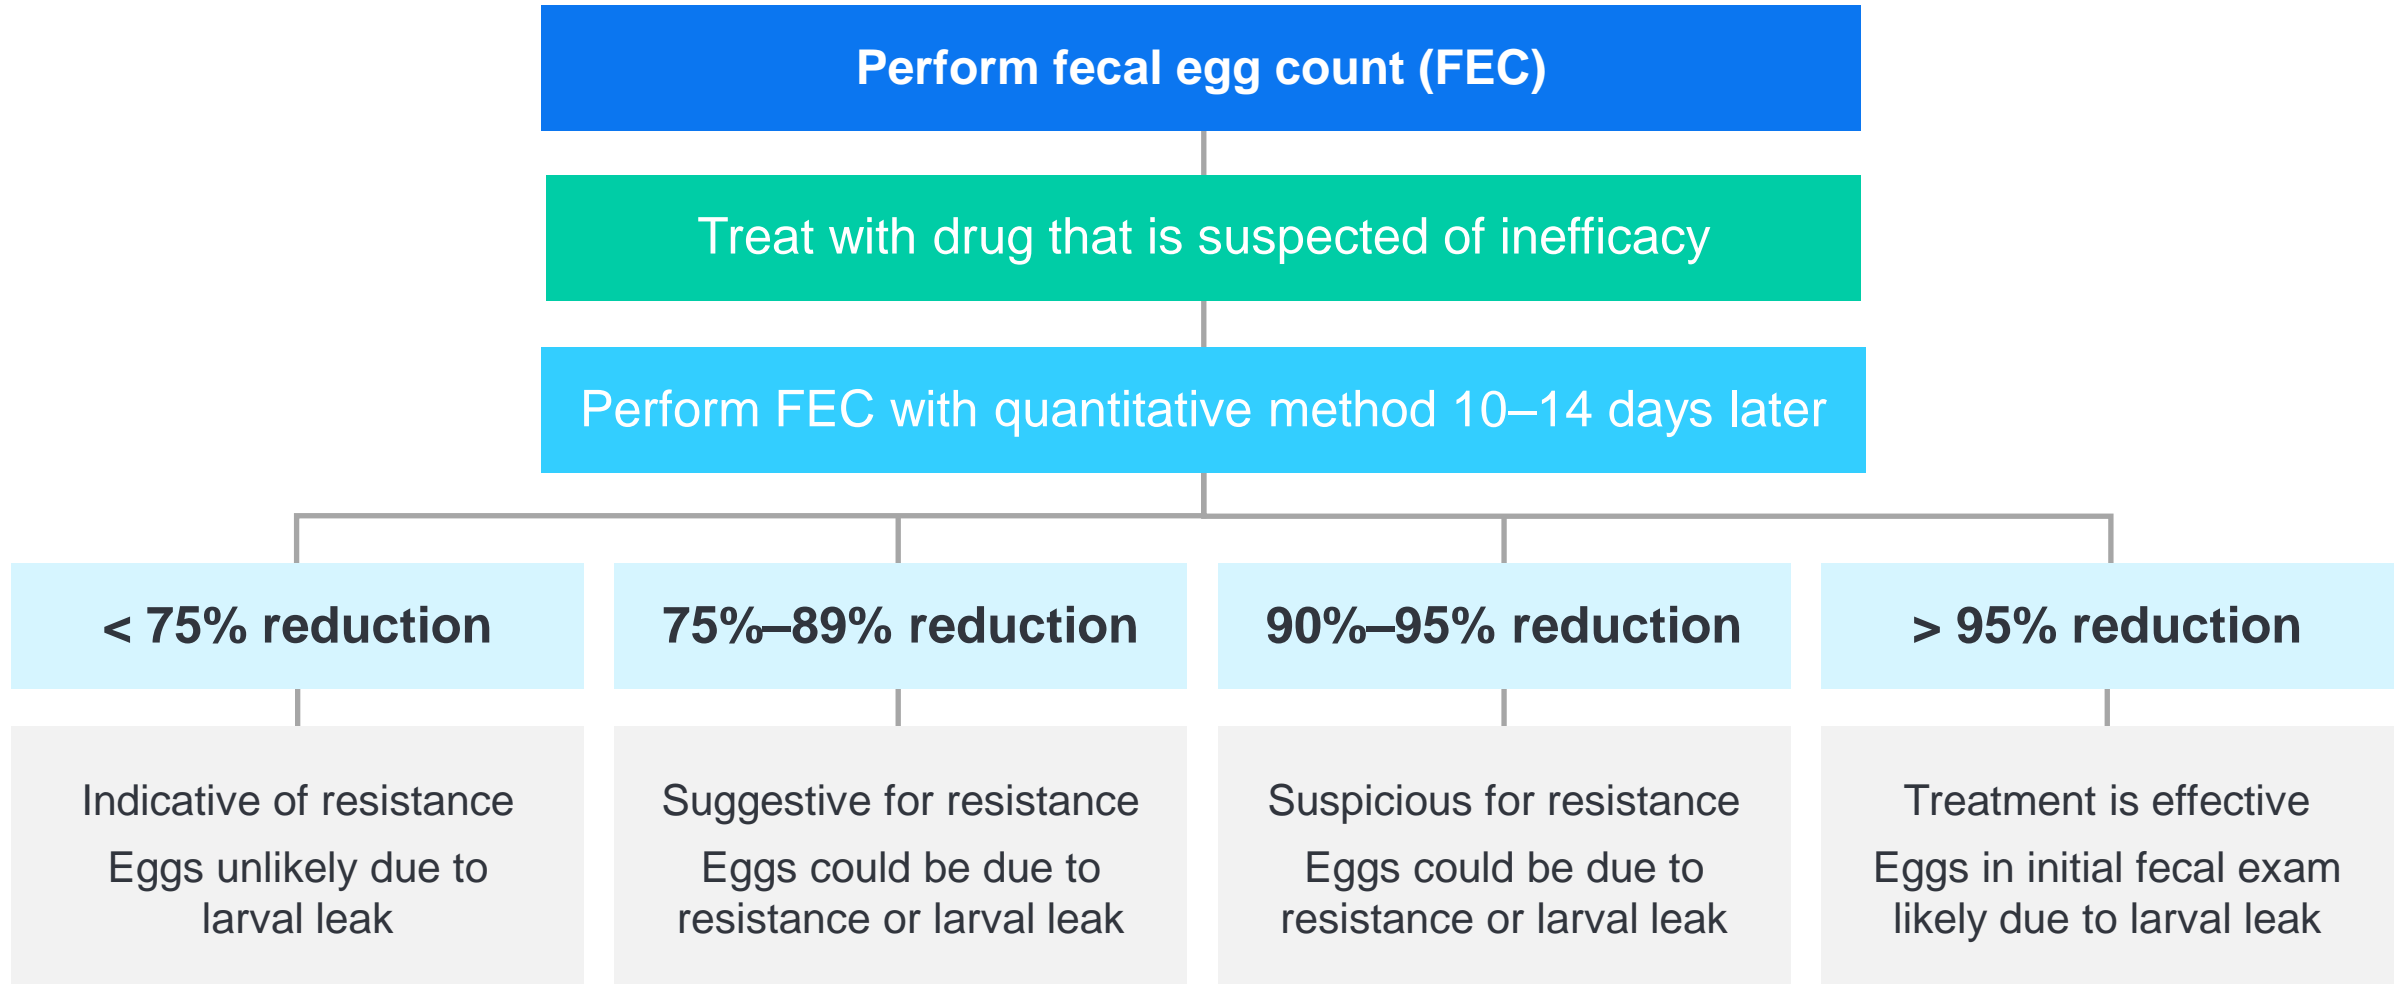 Perform fecal egg count (FEC)
Treat with drug that is suspected of inefficacy
Perform FEC with quantitative method 10–14 days later
< 75% reduction
Indicative of resistance
Eggs unlikely due to
larval leak
75%–89% reduction
Suggestive for resistance
Eggs could be due to
resistance or larval leak
90%–95% reduction
Suspicious for resistance
Eggs could be due to
resistance or larval leak
> 95% reduction
Treatment is effective
Eggs in initial fecal exam
likely due to larval leak